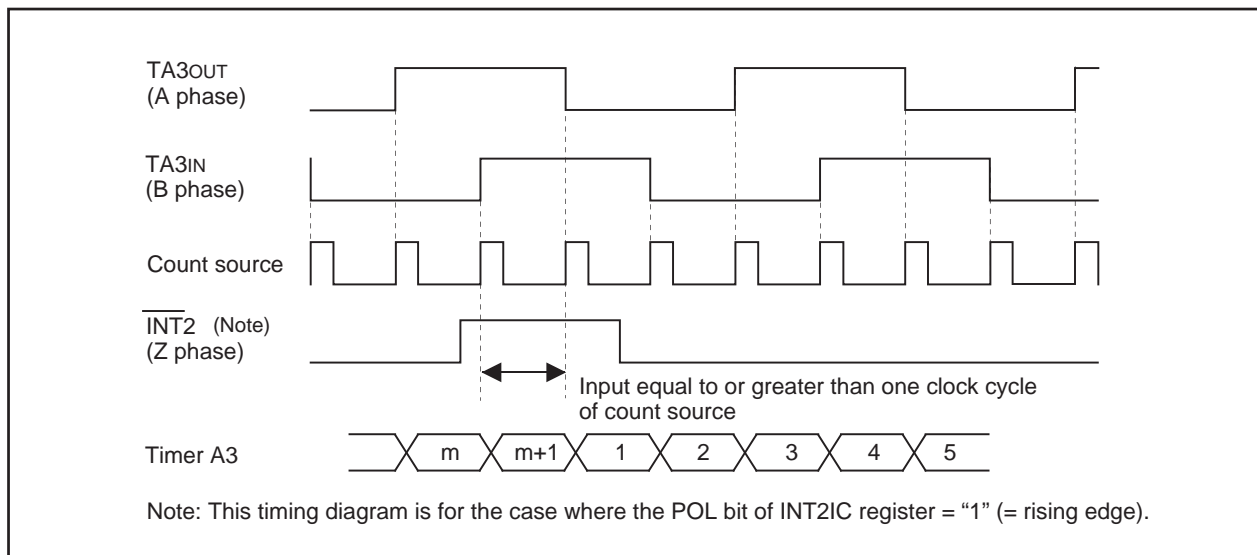 TA3OUT
(A phase)
TA3IN
(B phase)
Count source
INT2 (Note)
(Z phase)
Input equal to or greater than one clock cycle
of count source
Timer A3
m
m+1
1
2
3
4
5
Note: This timing diagram is for the case where the POL bit of INT2IC register = “1” (= rising edge).